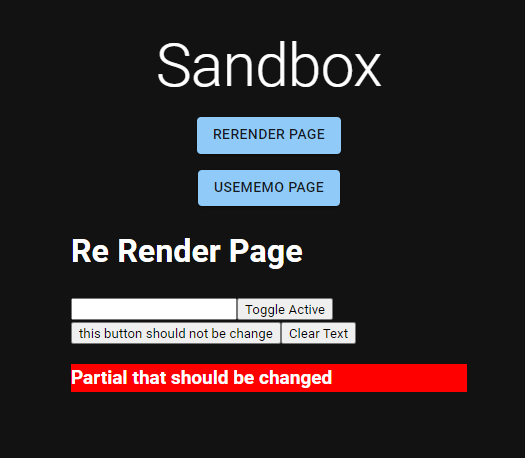 Sandbox
RERENDER PAGE
USEMEMO PAGE
Re Render Page
Toggle Active
this button should not be change Clear Text
Partial that should be changed